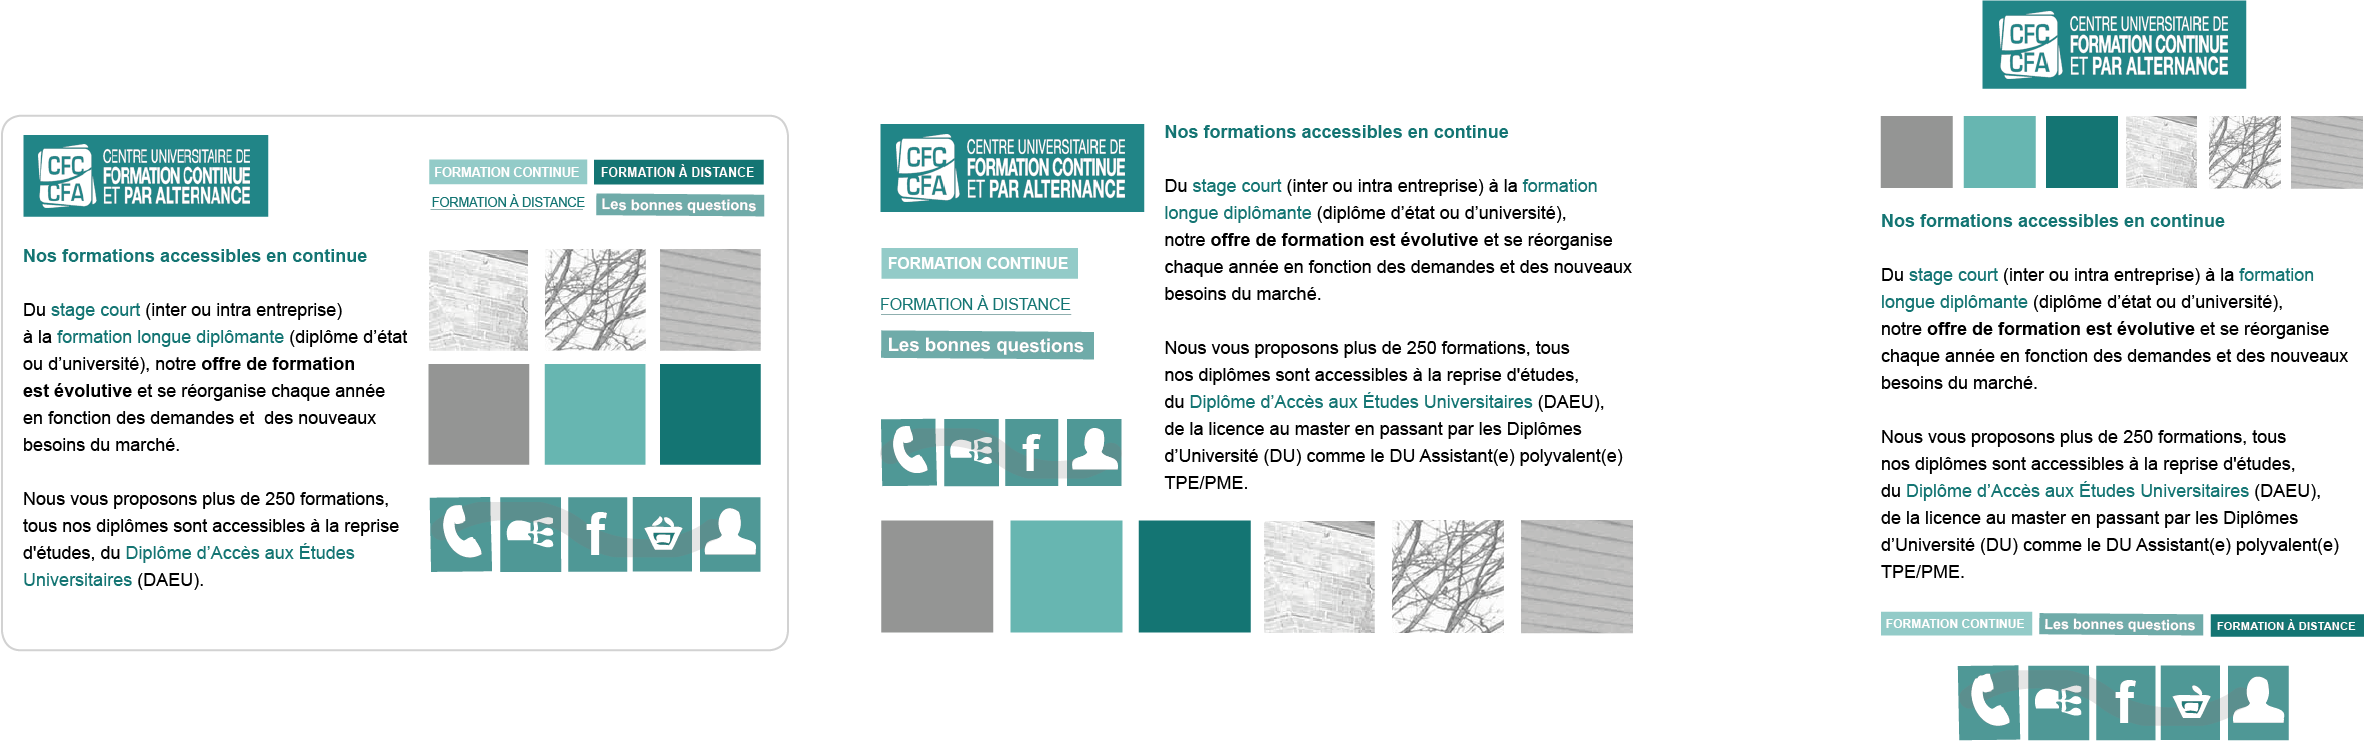 CFC
CFA
CENTRE UNIVERSITAIRE DE
FORMATION CONTINUE
ET PAR ALTERNANCE
FORMATION CONTINUE
FORMATION À DISTANCE
FORMATION À DISTANCE
Les bonnes questions
Nos formations accessibles en continue
Du stage court (inter ou intra entreprise)
à la formation longue diplômante (diplôme d’état
ou d’université), notre offre de formation
est évolutive et se réorganise chaque année
en fonction des demandes et  des nouveaux
besoins du marché.
Nous vous proposons plus de 250 formations,
tous nos diplômes sont accessibles à la reprise
d'études, du Diplôme d’Accès aux Études
Universitaires (DAEU).
f
CFC
CFA
CENTRE UNIVERSITAIRE DE
FORMATION CONTINUE
ET PAR ALTERNANCE
FORMATION CONTINUE
FORMATION À DISTANCE
Les bonnes questions
f
Nos formations accessibles en continue
Du stage court (inter ou intra entreprise) à la formation
longue diplômante (diplôme d’état ou d’université),
notre offre de formation est évolutive et se réorganise
chaque année en fonction des demandes et des nouveaux
besoins du marché.
Nous vous proposons plus de 250 formations, tous
nos diplômes sont accessibles à la reprise d'études,
du Diplôme d’Accès aux Études Universitaires (DAEU),
de la licence au master en passant par les Diplômes
d’Université (DU) comme le DU Assistant(e) polyvalent(e)
TPE/PME.
CFC
CFA
CENTRE UNIVERSITAIRE DE
FORMATION CONTINUE
ET PAR ALTERNANCE
Nos formations accessibles en continue
Du stage court (inter ou intra entreprise) à la formation
longue diplômante (diplôme d’état ou d’université),
notre offre de formation est évolutive et se réorganise
chaque année en fonction des demandes et des nouveaux
besoins du marché.
Nous vous proposons plus de 250 formations, tous
nos diplômes sont accessibles à la reprise d'études,
du Diplôme d’Accès aux Études Universitaires (DAEU),
de la licence au master en passant par les Diplômes
d’Université (DU) comme le DU Assistant(e) polyvalent(e)
TPE/PME.
FORMATION CONTINUE
Les bonnes questions
FORMATION À DISTANCE
f